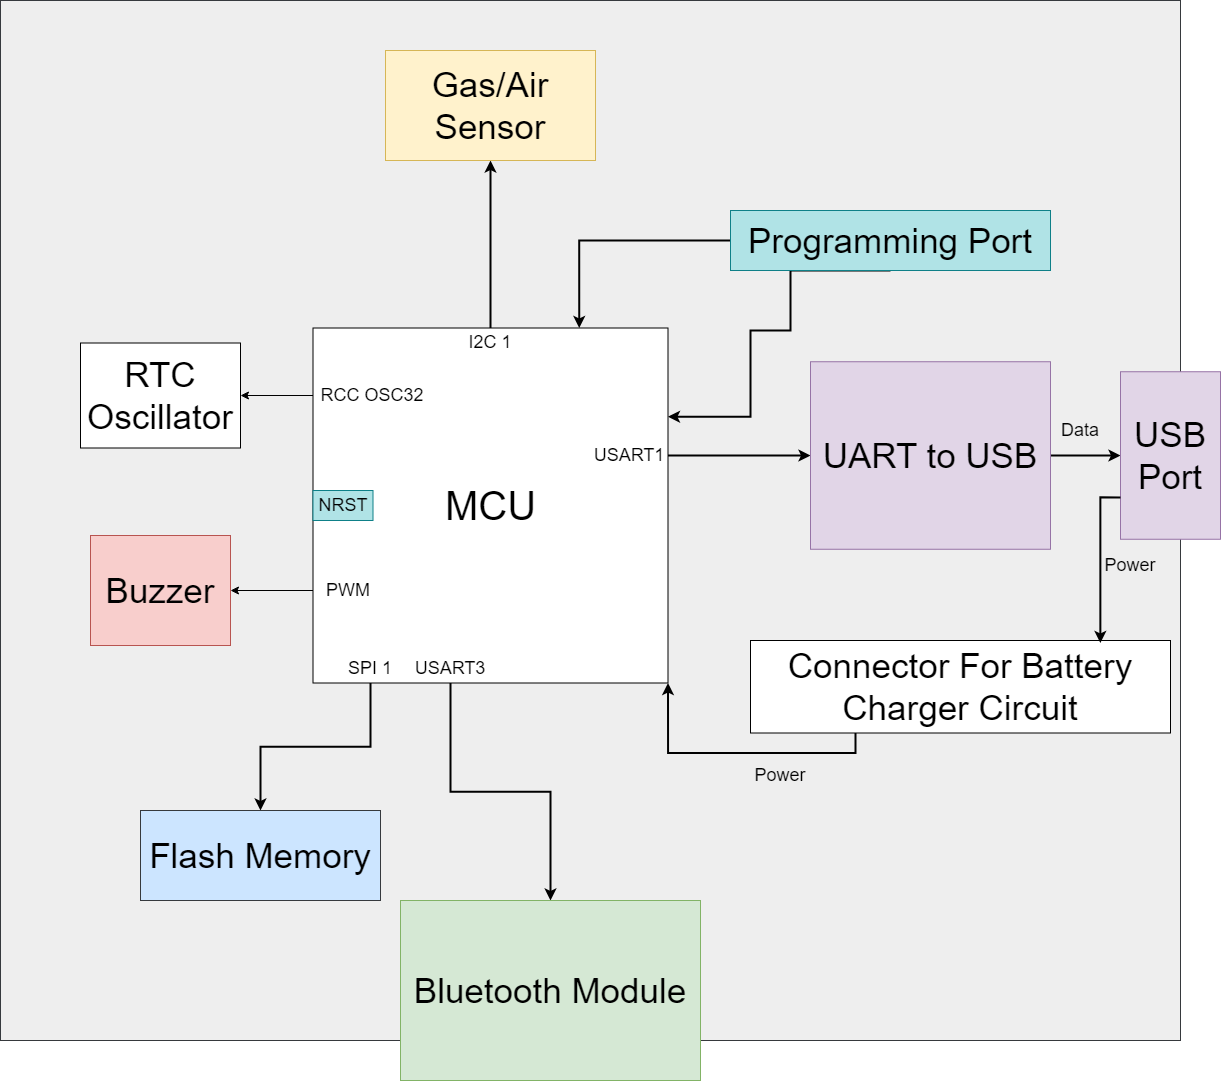 Gas/Air
Sensor
Programming Port
I2C 1
RTC
Oscillator
RCC OSC32
USART1
UART to USB
Data
USB
Port
NRST
MCU
Power
Buzzer
PWM
SPI 1
USART3
Connector For Battery
Charger Circuit
Power
Flash Memory
Bluetooth Module